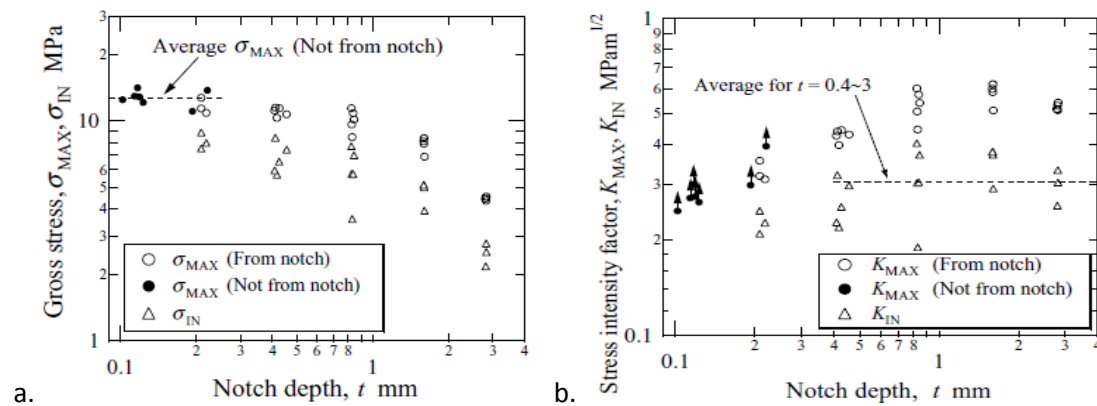 a.
Gross stress, σMAX, σIN MPa
3
2
10
5
4
3
2
1
Average σMAX (Not from notch)
σMAX (From notch)
σMAX (Not from notch)
σIN
0.1
2
4
5
6
7
8
1
2
3
4
Notch depth, t mm
b.
Stress intensity factor, KMAX, KIN MPam1/2
1
9
8
7
6
5
4
3
2
0.1
Average for t = 0.4~3
KMAX (From notch)
KMAX (Not from notch)
KIN
0.1
2
4
5
6
7
8
1
2
3
4
Notch depth, t mm